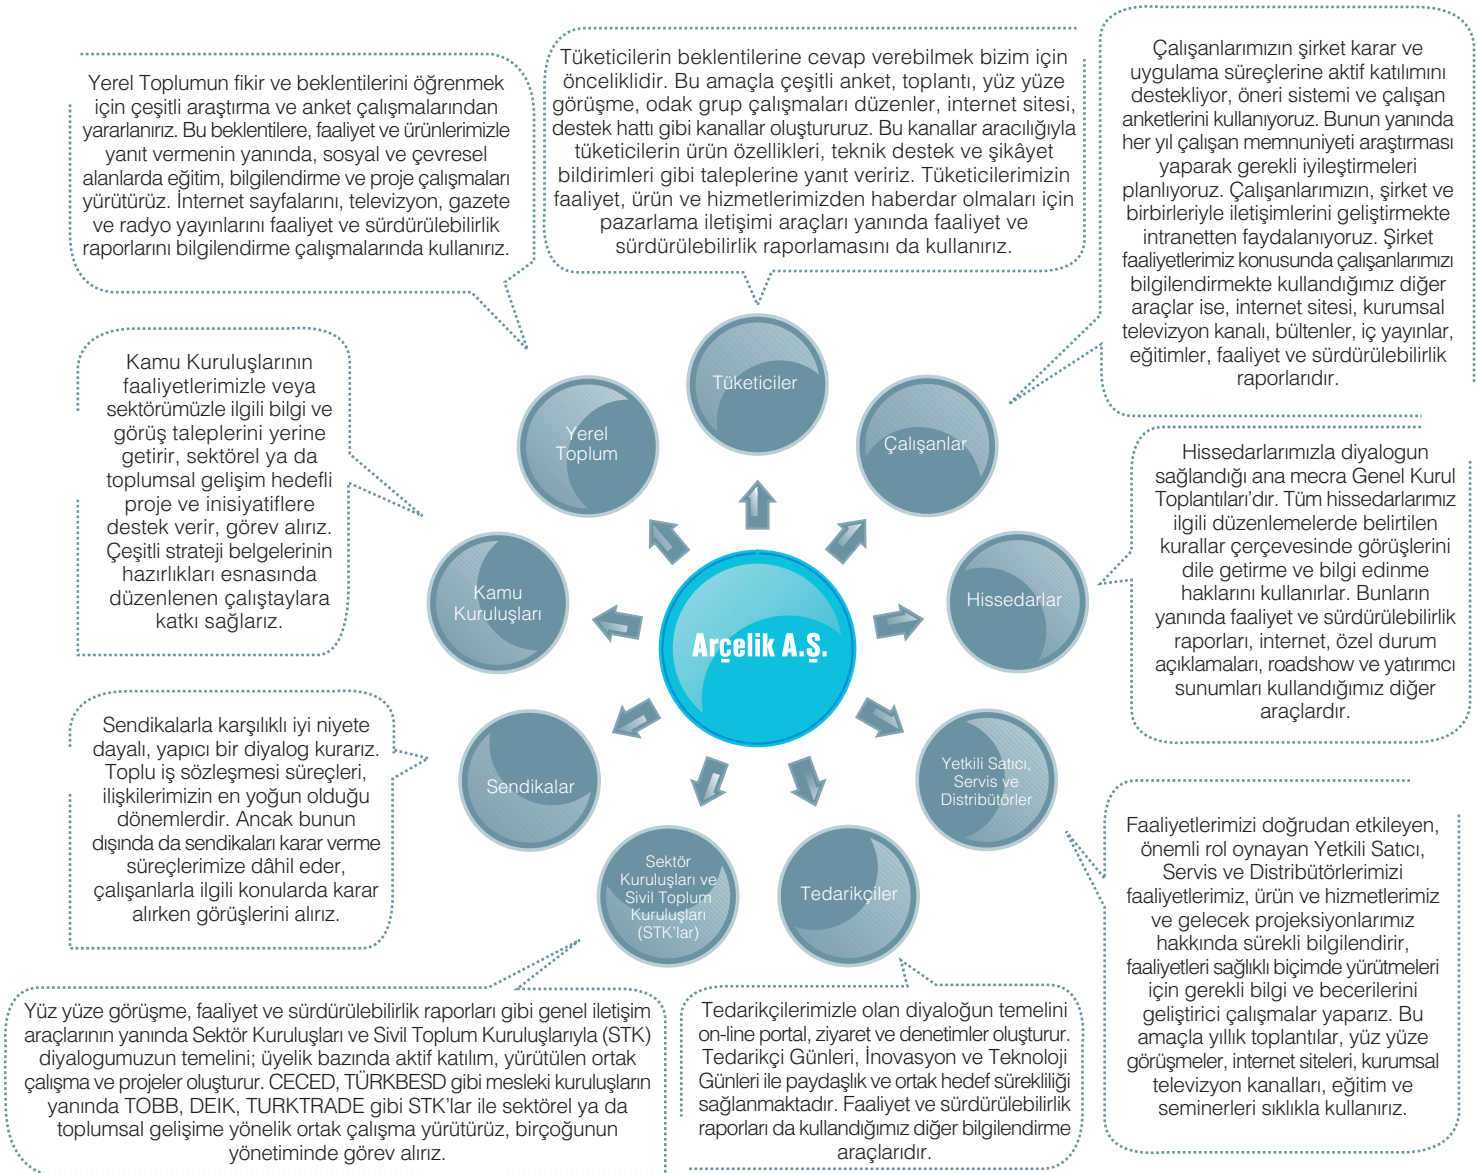 Yerel Toplumun fikir ve beklentilerini öğrenmek
için çeşitli araştırma ve anket çalışmalarından
yararlanırız. Bu beklentilere, faaliyet ve ürünlerimizle
yanıt vermenin yanında, sosyal ve çevresel
alanlarda eğitim, bilgilendirme ve proje çalışmaları
yürütürüz. İnternet sayfalarını, televizyon, gazete
ve radyo yayınlarını faaliyet ve sürdürülebilirlik
raporlarını bilgilendirme çalışmalarında kullanırız.
Tüketicilerin beklentilerine cevap verebilmek bizim için
önceliklidir. Bu amaçla çeşitli anket, toplantı, yüz yüze
görüşme, odak grup çalışmaları düzenler, internet sitesi,
destek hattı gibi kanallar oluştururuz. Bu kanallar aracılığıyla
tüketicilerin ürün özellikleri, teknik destek ve şikâyet
bildirimleri gibi taleplerine yanıt veririz. Tüketicilerimizin
faaliyet, ürün ve hizmetlerimizden haberdar olmaları için
pazarlama iletişimi araçları yanında faaliyet ve
sürdürülebilirlik raporlamasını da kullanırız.
Çalışanlarımızın şirket karar ve
uygulama süreçlerine aktif katılımını
destekliyor, öneri sistemi ve çalışan
anketlerini kullanıyoruz. Bunun yanında
her yıl çalışan memnuniyeti araştırması
yaparak gerekli iyileştirmeleri
planlıyoruz. Çalışanlarımızın, şirket ve
birbirleriyle iletişimlerini geliştirmekte
intranetten faydalanıyoruz. Şirket
faaliyetlerimiz konusunda çalışanlarımızı
bilgilendirmekte kullandığımız diğer
araçlar ise, internet sitesi, kurumsal
televizyon kanalı, bültenler, iç yayınlar,
eğitimler, faaliyet ve sürdürülebilirlik
raporlarıdır.
Kamu Kuruluşlarının
faaliyetlerimizle veya
sektörümüzle ilgili bilgi ve
görüş taleplerini yerine
getirir, sektörel ya da
toplumsal gelişim hedefli
proje ve inisiyatiflere
destek verir, görev alırız.
Çeşitli strateji belgelerinin
hazırlıkları esnasında
düzenlenen çalıştaylara
katkı sağlarız.
Tüketiciler
Yerel
Toplum
Çalışanlar
Kamu
Kuruluşları
Hissedarlar
Arçelik A.Ş.
Sendikalar
Yetkili Satıcı,
Servis ve
Distribütörler
Sektör
Kuruluşları ve
Sivil Toplum
Kuruluşları
(STK'lar)
Tedarikçiler
Hissedarlarımızla diyalogun
sağlandığı ana mecra Genel Kurul
Toplantıları'dır. Tüm hissedarlarımız
ilgili düzenlemelerde belirtilen
kurallar çerçevesinde görüşlerini
dile getirme ve bilgi edinme
haklarını kullanırlar. Bunların
yanında faaliyet ve sürdürülebilirlik
raporları, internet, özel durum
açıklamaları, roadshow ve yatırımcı
sunumları kullandığımız diğer
araçlardır.
Sendikalarla karşılıklı iyi niyete
dayalı, yapıcı bir diyalog kurarız.
Toplu iş sözleşmesi süreçleri,
ilişkilerimizin en yoğun olduğu
dönemlerdir. Ancak bunun
dışında da sendikaları karar verme
süreçlerimize dâhil eder,
çalışanlarla ilgili konularda karar
alırken görüşlerini alırız.
Faaliyetlerimizi doğrudan etkileyen,
önemli rol oynayan Yetkili Satıcı,
Servis ve Distribütörlerimizi
faaliyetlerimiz, ürün ve hizmetlerimiz
ve gelecek projeksiyonlarımız
hakkında sürekli bilgilendirir,
faaliyetleri sağlıklı biçimde yürütmeleri
için gerekli bilgi ve becerilerini
geliştirici çalışmalar yaparız. Bu
amaçla yıllık toplantılar, yüz yüze
görüşmeler, internet siteleri, kurumsal
televizyon kanalları, eğitim ve
seminerleri sıklıkla kullanırız.
Yüz yüze görüşme, faaliyet ve sürdürülebilirlik raporları gibi genel iletişim
araçlarının yanında Sektör Kuruluşları ve Sivil Toplum Kuruluşlarıyla (STK)
diyalogumuzun temelini; üyelik bazında aktif katılım, yürütülen ortak
çalışma ve projeler oluşturur. CECED, TÜRKBESD gibi mesleki kuruluşların
yanında TOBB, DEIK, TURKTRADE gibi STK'lar ile sektörel ya da
toplumsal gelişime yönelik ortak çalışma yürütürüz, birçoğunun
yönetiminde görev alırız.
Tedarikçilerimizle olan diyaloğun temelini
on-line portal, ziyaret ve denetimler oluşturur.
Tedarikçi Günleri, İnovasyon ve Teknoloji
Günleri ile paydaşlık ve ortak hedef sürekliliği
sağlanmaktadır. Faaliyet ve sürdürülebilirlik
raporları da kullandığımız diğer bilgilendirme
araçlarıdır.